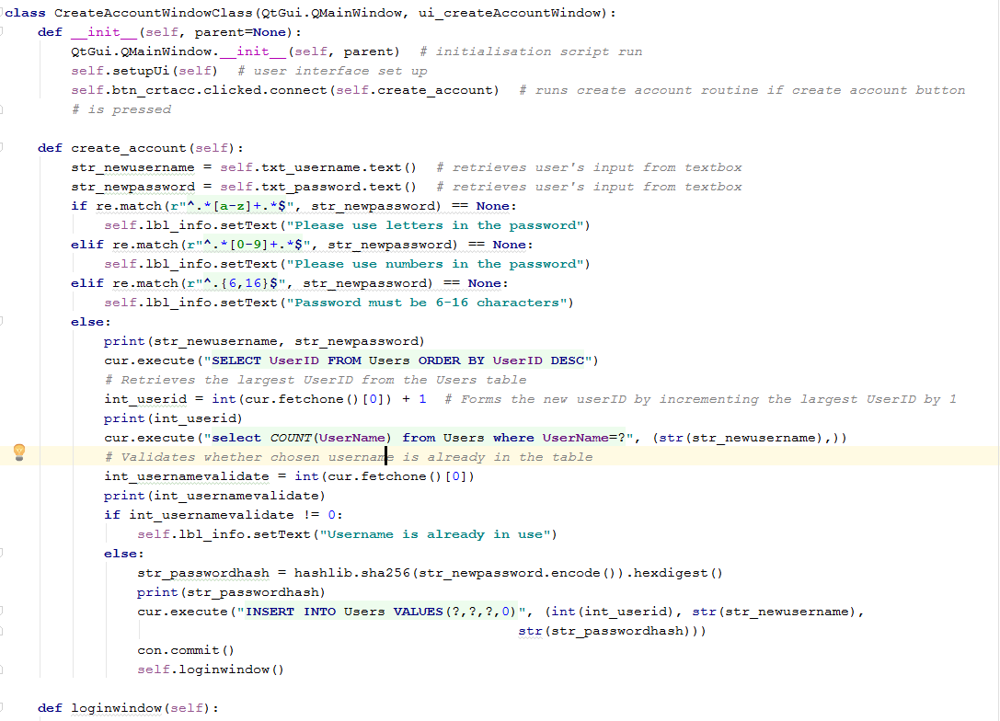 class CreateAccountWindowClass(QtGui.QMainWindow, ui_createAccountWindow):
    def __init__(self, parent=None):
        QtGui.QMainWindow.__init__(self, parent)  # initialisation script run
        self.setupUi(self)  # user interface set up
        self.btn_crtacc.clicked.connect(self.create_account)  # runs create account routine if create account button
        # is pressed

    def create_account(self):
        str_newusername = self.txt_username.text()  # retrieves user's input from textbox
        str_newpassword = self.txt_password.text()  # retrieves user's input from textbox
        if re.match(r"^.*[a-z]+.*$", str_newpassword) == None:
            self.lbl_info.setText("Please use letters in the password")
        elif re.match(r"^.*[0-9]+.*$", str_newpassword) == None:
            self.lbl_info.setText("Please use numbers in the password")
        elif re.match(r"^.{6,16}$", str_newpassword) == None:
            self.lbl_info.setText("Password must be 6-16 characters")
        else:
            print(str_newusername, str_newpassword)
            cur.execute("SELECT UserID FROM Users ORDER BY UserID DESC")
            # Retrieves the largest UserID from the Users table
            int_userid = int(cur.fetchone()[0]) + 1  # Forms the new userID by incrementing the largest UserID by 1
            print(int_userid)
            cur.execute("select COUNT(UserName) from Users where UserName=?", (str(str_newusername),))
            # Validates whether chosen username is already in the table
            int_usernamevalidate = int(cur.fetchone()[0])
            print(int_usernamevalidate)
            if int_usernamevalidate != 0:
                self.lbl_info.setText("Username is already in use")
            else:
                str_passwordhash = hashlib.sha256(str_newpassword.encode()).hexdigest()
                print(str_passwordhash)
                cur.execute("INSERT INTO Users VALUES(?,?,?,0)", (int(int_userid), str(str_newusername),
                                                              str(str_passwordhash)))
                con.commit()
                self.loginwindow()

    def loginwindow(self):